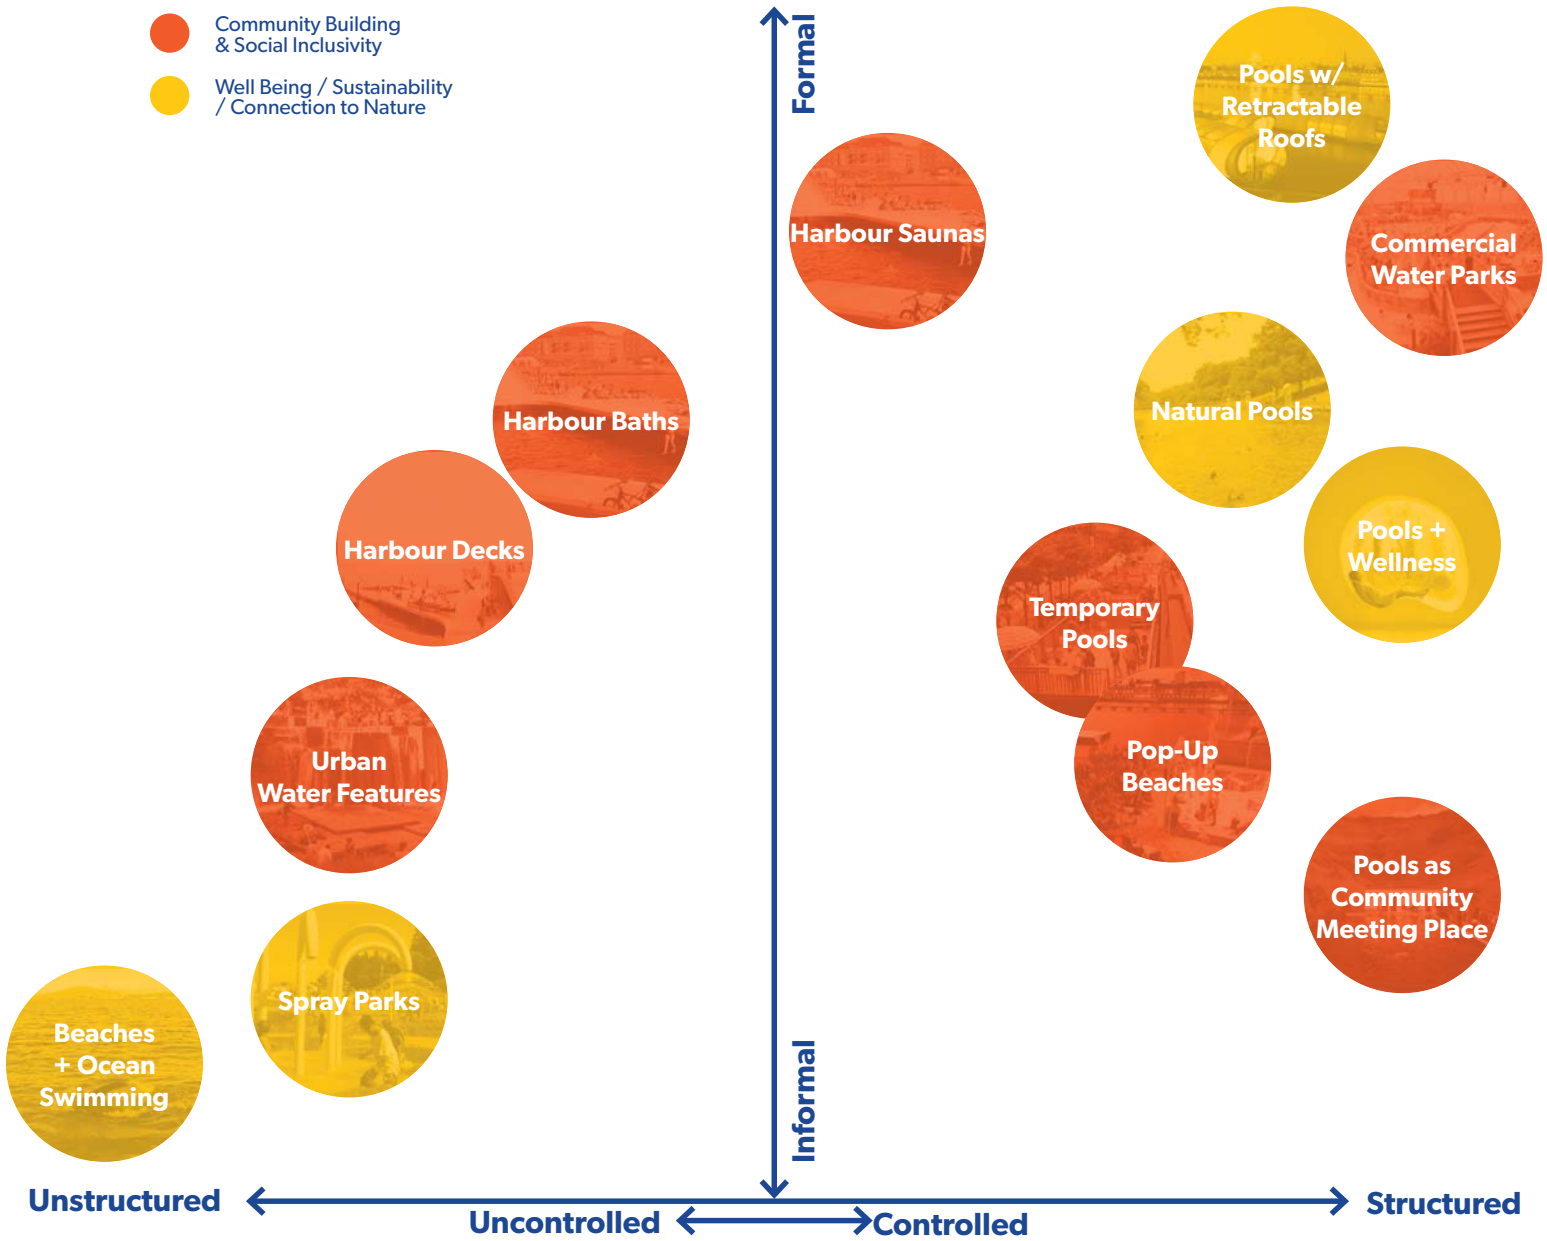 Community Building
& Social Inclusivity
Well Being / Sustainability
/ Connection to Nature
Formal
Pools w/
Retractable
Roofs
Harbour Saunas
Commercial
Water Parks
Harbour Baths
Natural Pools
Harbour Decks
Pools +
Wellness
Temporary
Pools
Urban
Water Features
Pop-Up
Beaches
Pools as
Community
Meeting Place
Spray Parks
Beaches
+ Ocean
Swimming
Informal
Unstructured
Structured
Uncontrolled
Controlled